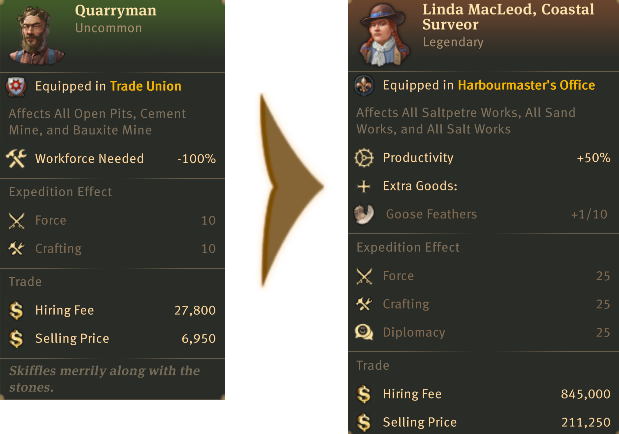 Quarryman
Uncommon
Equipped in Trade Union
Affects All Open Pits, Cement
Mine, and Bauxite Mine
Workforce Needed -100%
Expedition Effect
Force 10
Crafting 10
Trade
Hiring Fee 27,800
Selling Price 6,950
Skiffles merrily along with the
stones.
Linda MacLeod, Coastal
Surveor
Legendary
Equipped in Harbourmaster's Office
Affects All Saltpetre Works, All Sand
Works, and All Salt Works
Productivity +50%
Extra Goods:
Goose Feathers +1/10
Expedition Effect
Force 25
Crafting 25
Diplomacy 25
Trade
Hiring Fee 845,000
Selling Price 211,250